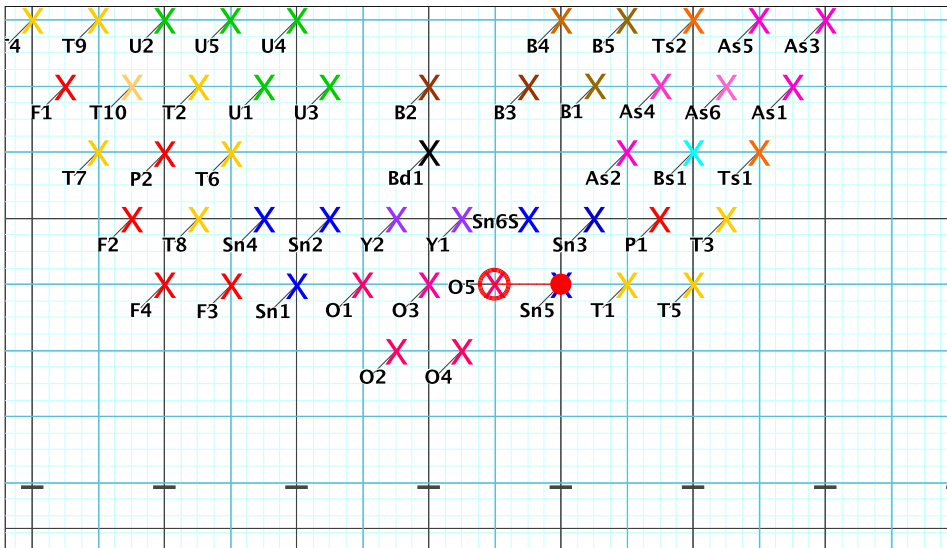 4 T9 U2 U5 U4 B4 B5 Ts2 As5 As3
F1 T10 T2 U1 U3 B2 B3 B1 As4 As6 As1
T7 P2 T6 Bd1 As2 Bs1 Ts1
F2 T8 Sn4 Sn2 Y2 Y1 Sn6S Sn3 P1 T3
F4 F3 Sn1 O1 O3 O5 Sn5 T1 T5
O2 O4